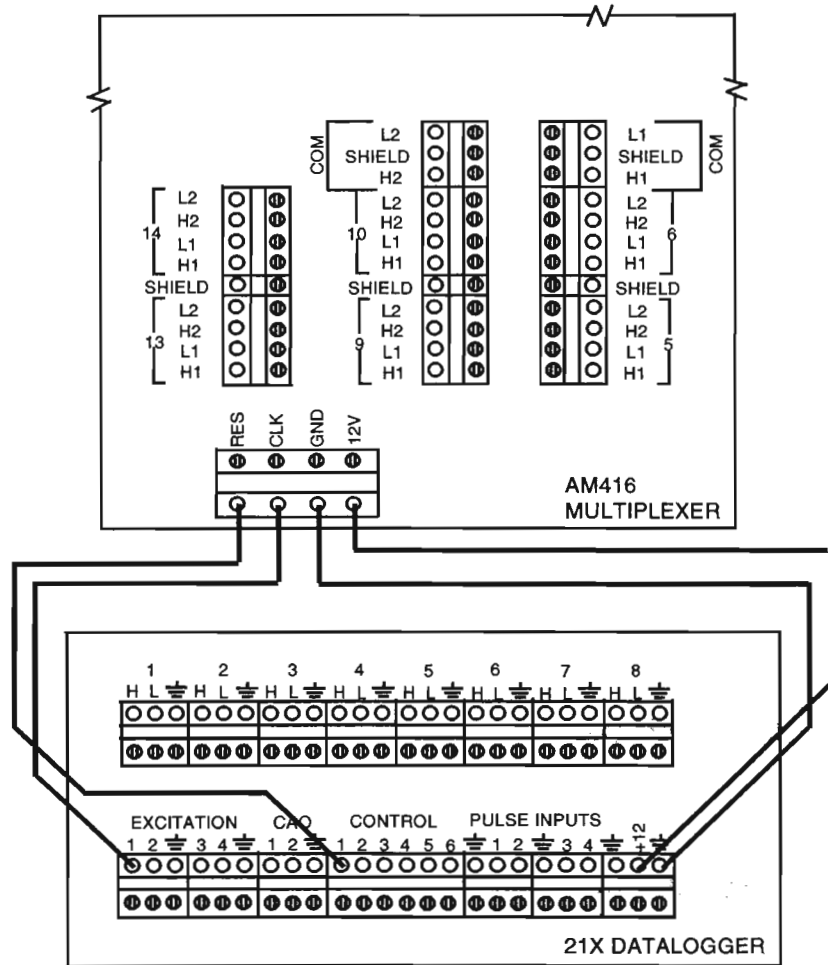 COM L2 L1 COM
SHIELD SHIELD
H2 H1
L2 L2 L2
H2 H2 H2
14 10 6
L1 L1 L1
H1 H1 H1
SHIELD SHIELD SHIELD
L2 L2 L2
H2 H2 H2
13 9 5
L1 L1 L1
H1 H1 H1
RES CLK GND 12V
AM416
MULTIPLEXER
1 2 3 4 5 6 7 8
H L H L H L H L H L H L H L H L
EXCITATION CAO CONTROL PULSE INPUTS
1 2 3 4 1 2 1 2 3 4 5 6 1 2 3 4 +12
21X DATALOGGER